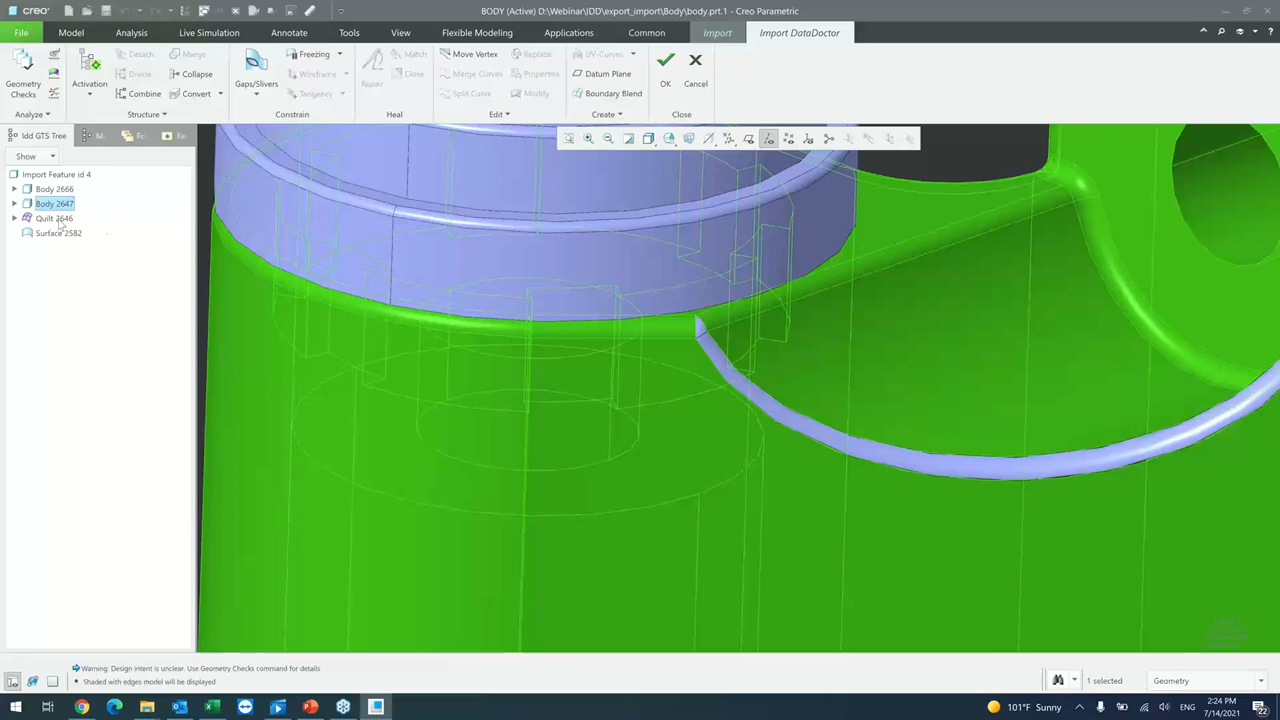 creo
BODY (Active) D:\Webinar\IDD\export_import\Body\body.prt.1 - Creo Parametric
File Model Analysis Live Simulation Annotate Tools View Flexible Modeling Applications Common Import Import DataDoctor
Geometry Checks
Analyze
Activation
Detach
Divide
Combine
Merge
Collapse
Convert
Structure
Gaps/Slivers
Freezing
Wireframe
Tangency
Constrain
Repair
Match
Close
Heal
Move Vertex
Merge Curves
Split Curve
Replace
Properties
Modify
Edit
UV-Curves
Datum Plane
Boundary Blend
Create
OK
Cancel
Close
Idd GTS Tree M Fo Fa
Show
Import Feature id 4
Body 2666
Body 2647
Quilt 2646
Surface 2582
Warning: Design intent is unclear. Use Geometry Checks command for details
Shaded with edges model will be displayed
1 selected
Geometry
101°F Sunny
ENG
2:24 PM
7/14/2021
22